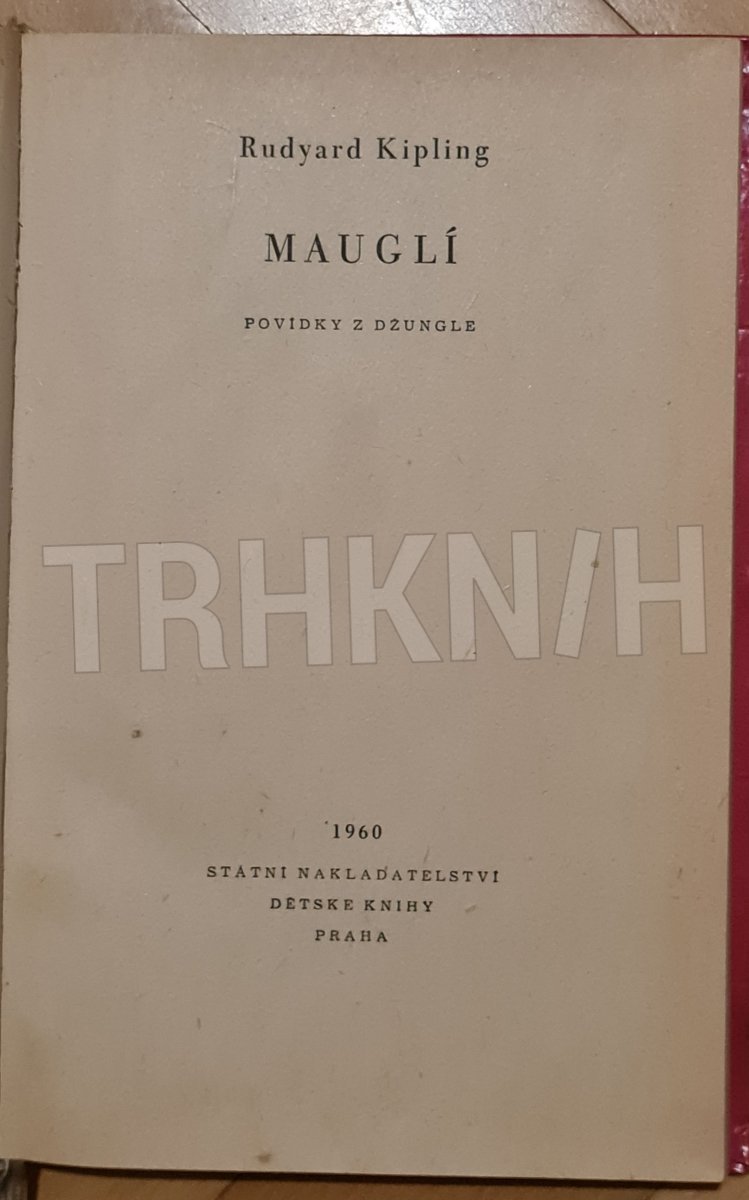 Rudyard Kipling
MAUGLÍ
POVÍDKY Z DŽUNGLE
TRHKNIH
1960
STÁTNÍ NAKLADATELSTVÍ
DĚTSKÉ KNIHY
PRAHA